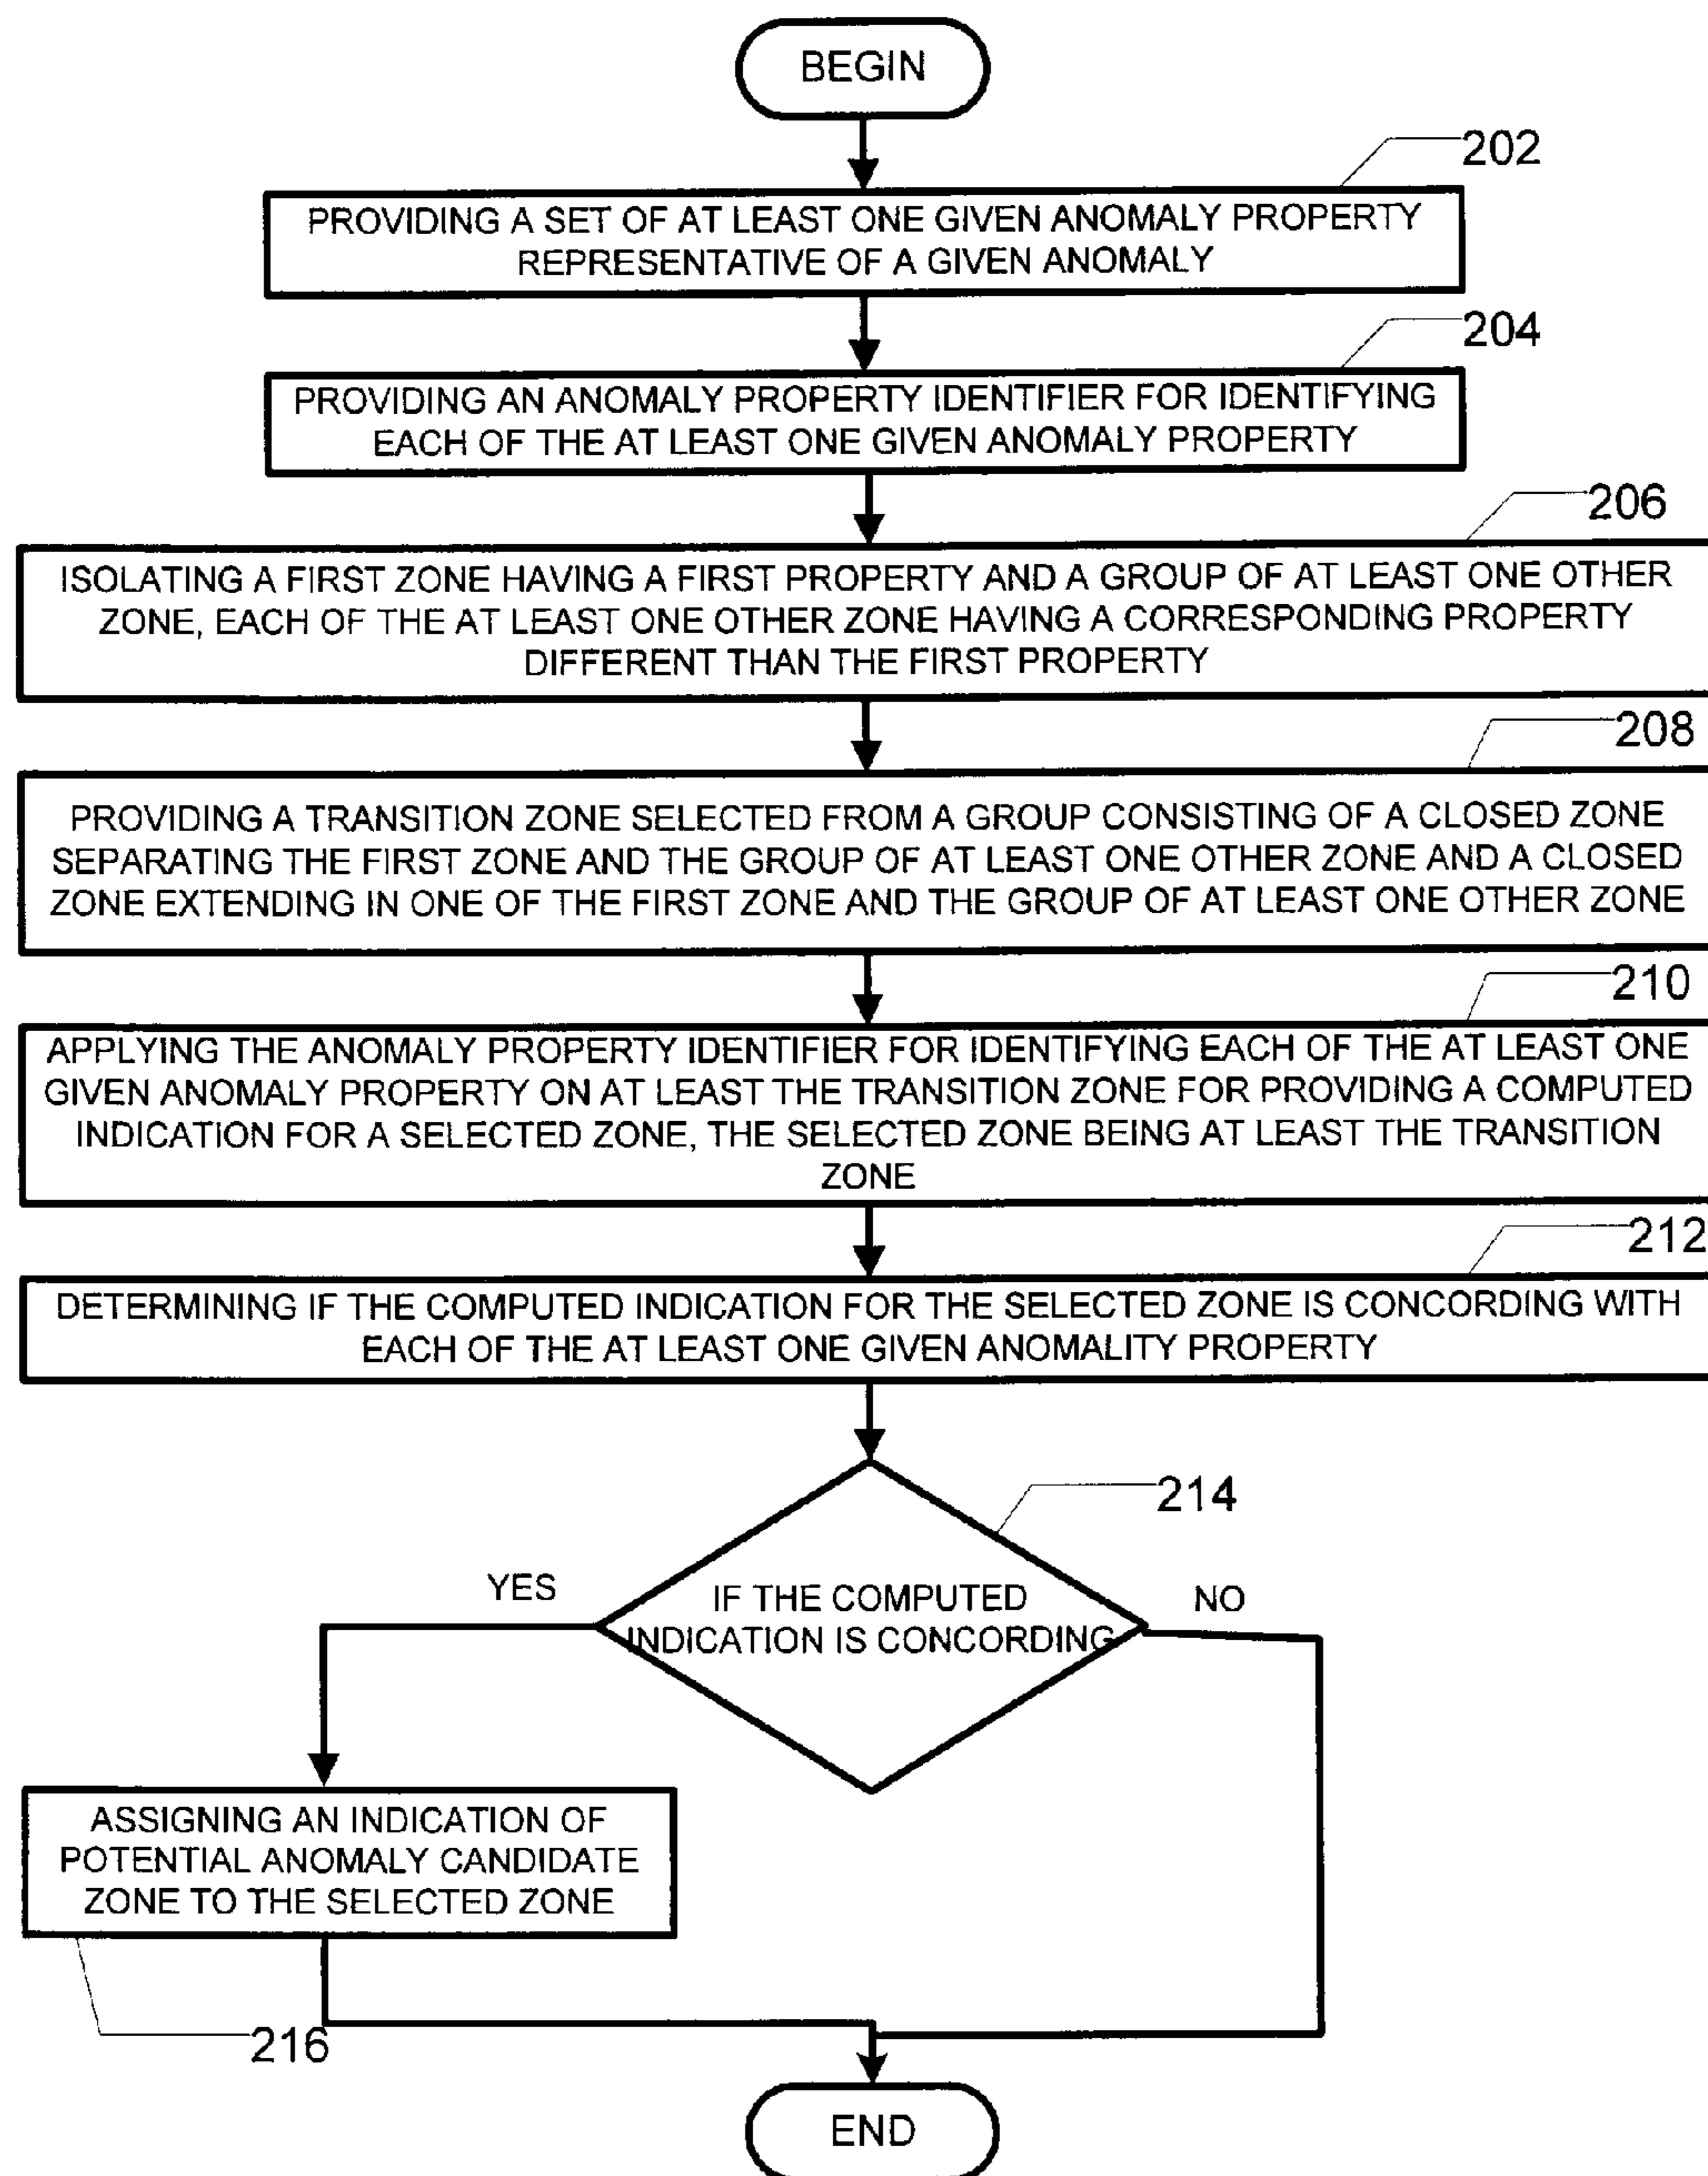 BEGIN
202
PROVIDING A SET OF AT LEAST ONE GIVEN ANOMALY PROPERTY
REPRESENTATIVE OF A GIVEN ANOMALY
204
PROVIDING AN ANOMALY PROPERTY IDENTIFIER FOR IDENTIFYING
EACH OF THE AT LEAST ONE GIVEN ANOMALY PROPERTY
206
ISOLATING A FIRST ZONE HAVING A FIRST PROPERTY AND A GROUP OF AT LEAST ONE OTHER
ZONE, EACH OF THE AT LEAST ONE OTHER ZONE HAVING A CORRESPONDING PROPERTY
DIFFERENT THAN THE FIRST PROPERTY
208
PROVIDING A TRANSITION ZONE SELECTED FROM A GROUP CONSISTING OF A CLOSED ZONE
SEPARATING THE FIRST ZONE AND THE GROUP OF AT LEAST ONE OTHER ZONE AND A CLOSED
ZONE EXTENDING IN ONE OF THE FIRST ZONE AND THE GROUP OF AT LEAST ONE OTHER ZONE
210
APPLYING THE ANOMALY PROPERTY IDENTIFIER FOR IDENTIFYING EACH OF THE AT LEAST ONE
GIVEN ANOMALY PROPERTY ON AT LEAST THE TRANSITION ZONE FOR PROVIDING A COMPUTED
INDICATION FOR A SELECTED ZONE, THE SELECTED ZONE BEING AT LEAST THE TRANSITION
ZONE
212
DETERMINING IF THE COMPUTED INDICATION FOR THE SELECTED ZONE IS CONCORDING WITH
EACH OF THE AT LEAST ONE GIVEN ANOMALITY PROPERTY
214
YES
IF THE COMPUTED
INDICATION IS CONCORDING
NO
ASSIGNING AN INDICATION OF
POTENTIAL ANOMALY CANDIDATE
ZONE TO THE SELECTED ZONE
216
END